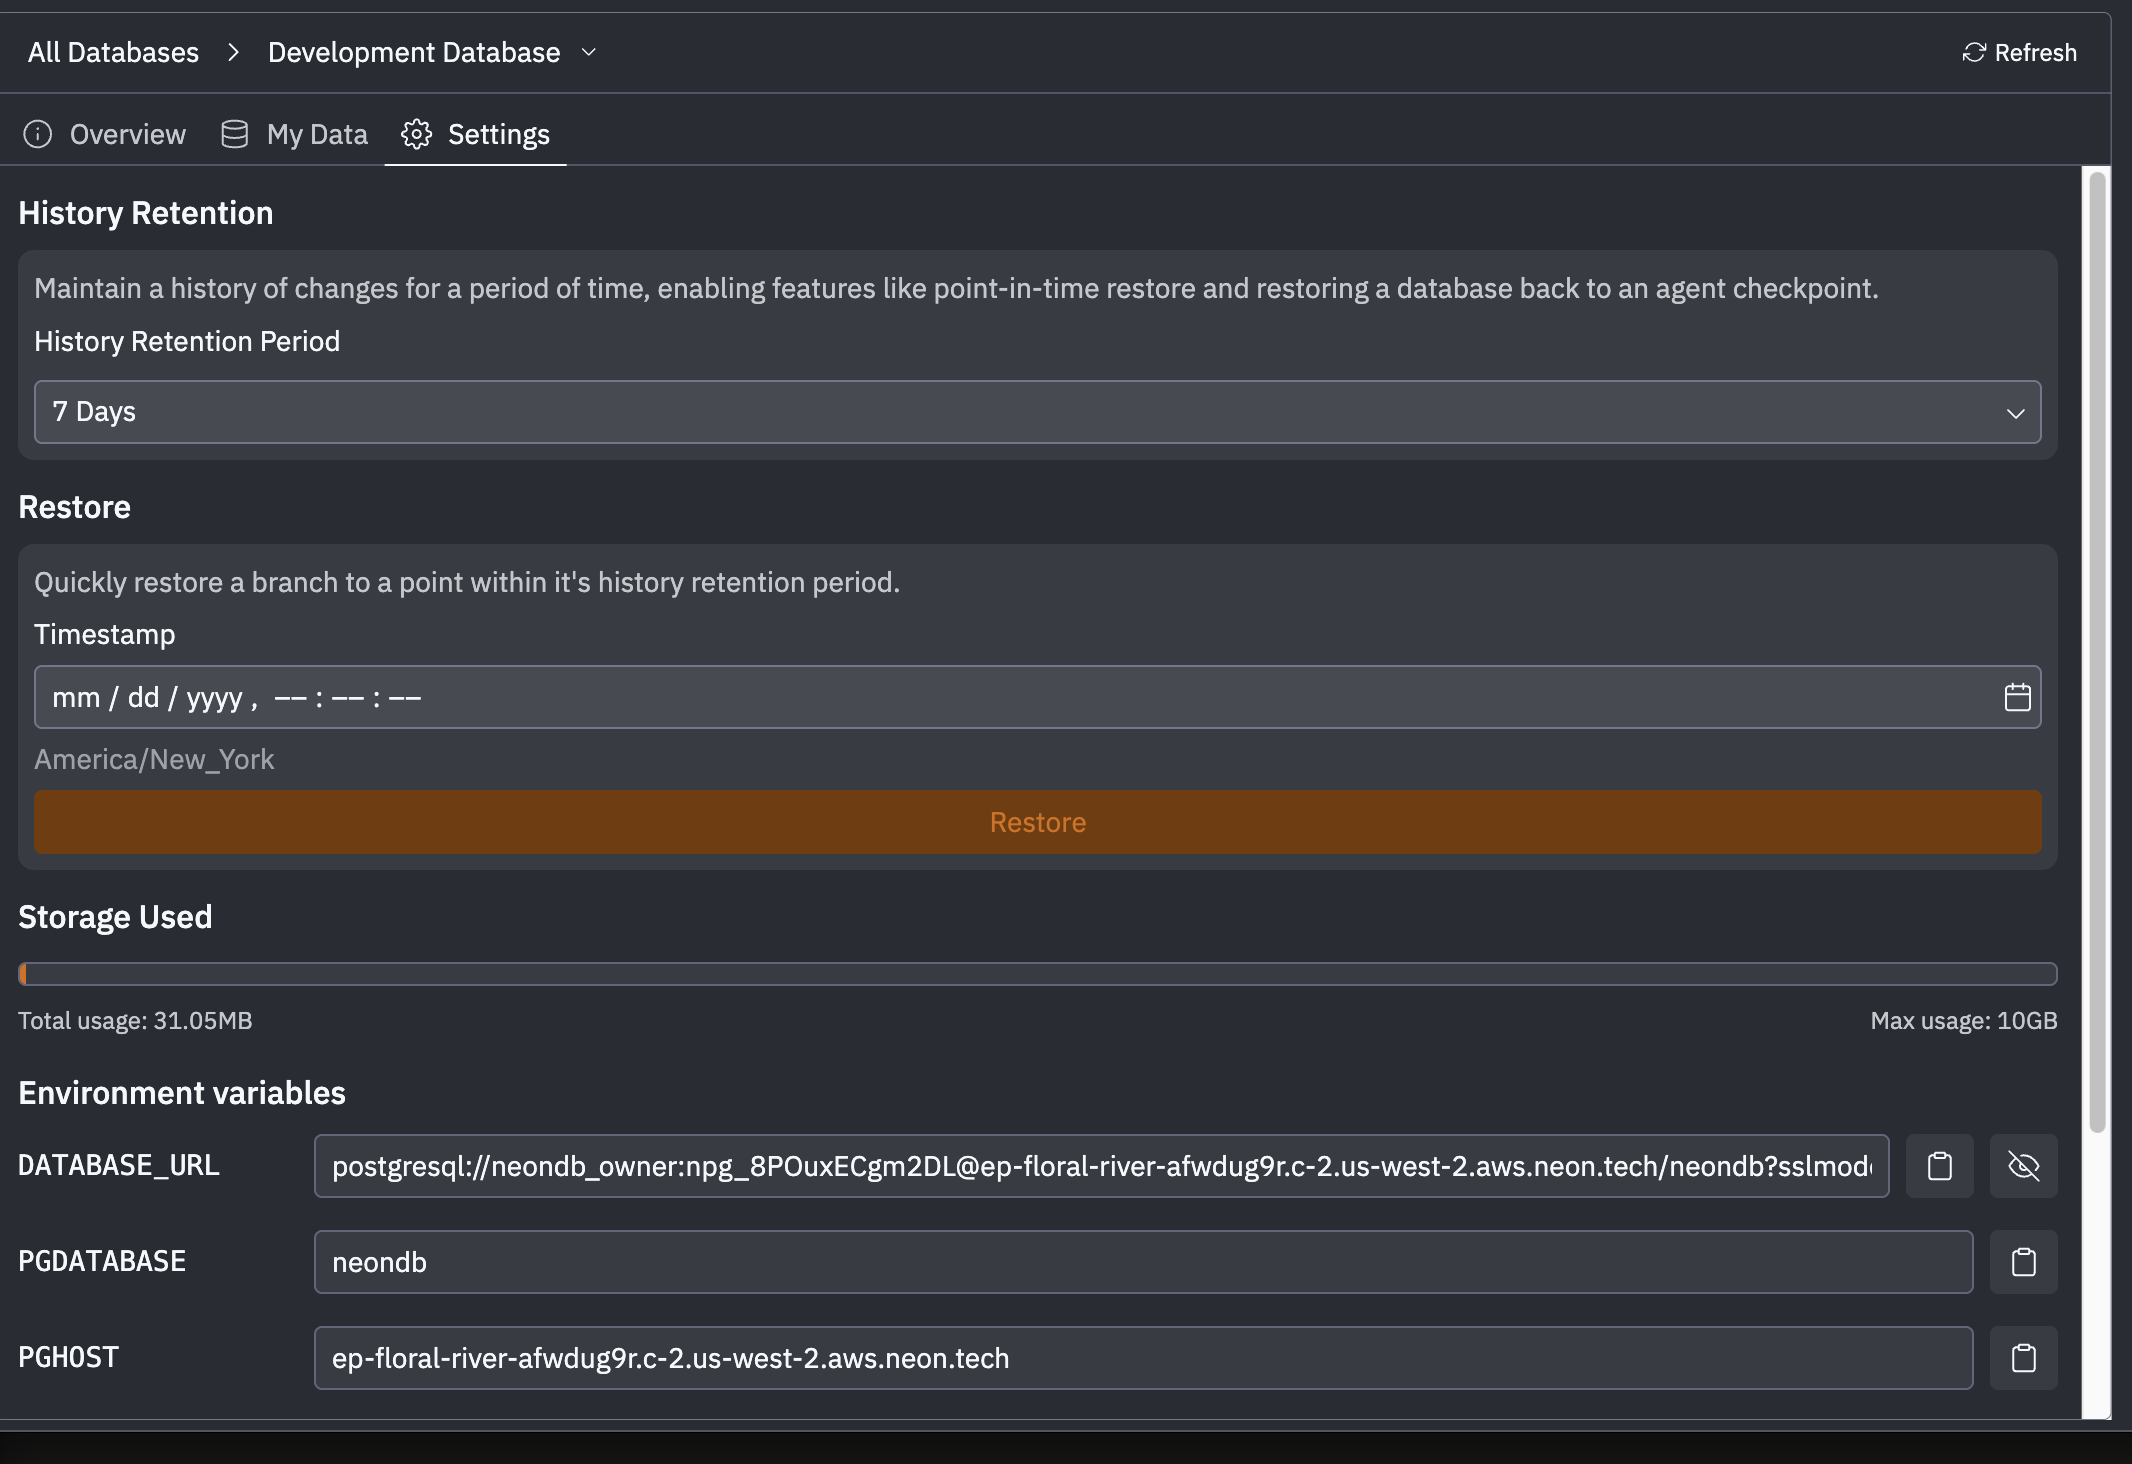 All Databases > Development Database
Refresh
Overview My Data Settings
History Retention
Maintain a history of changes for a period of time, enabling features like point-in-time restore and restoring a database back to an agent checkpoint.
History Retention Period
7 Days
Restore
Quickly restore a branch to a point within it's history retention period.
Timestamp
mm / dd / yyyy , –– : –– : ––
America/New_York
Restore
Storage Used
Total usage: 31.05MB
Max usage: 10GB
Environment variables
DATABASE_URL
postgresql://neondb_owner:npg_8POuxECgm2DL@ep-floral-river-afwdug9r.c-2.us-west-2.aws.neon.tech/neondb?sslmod
PGDATABASE
neondb
PGHOST
ep-floral-river-afwdug9r.c-2.us-west-2.aws.neon.tech